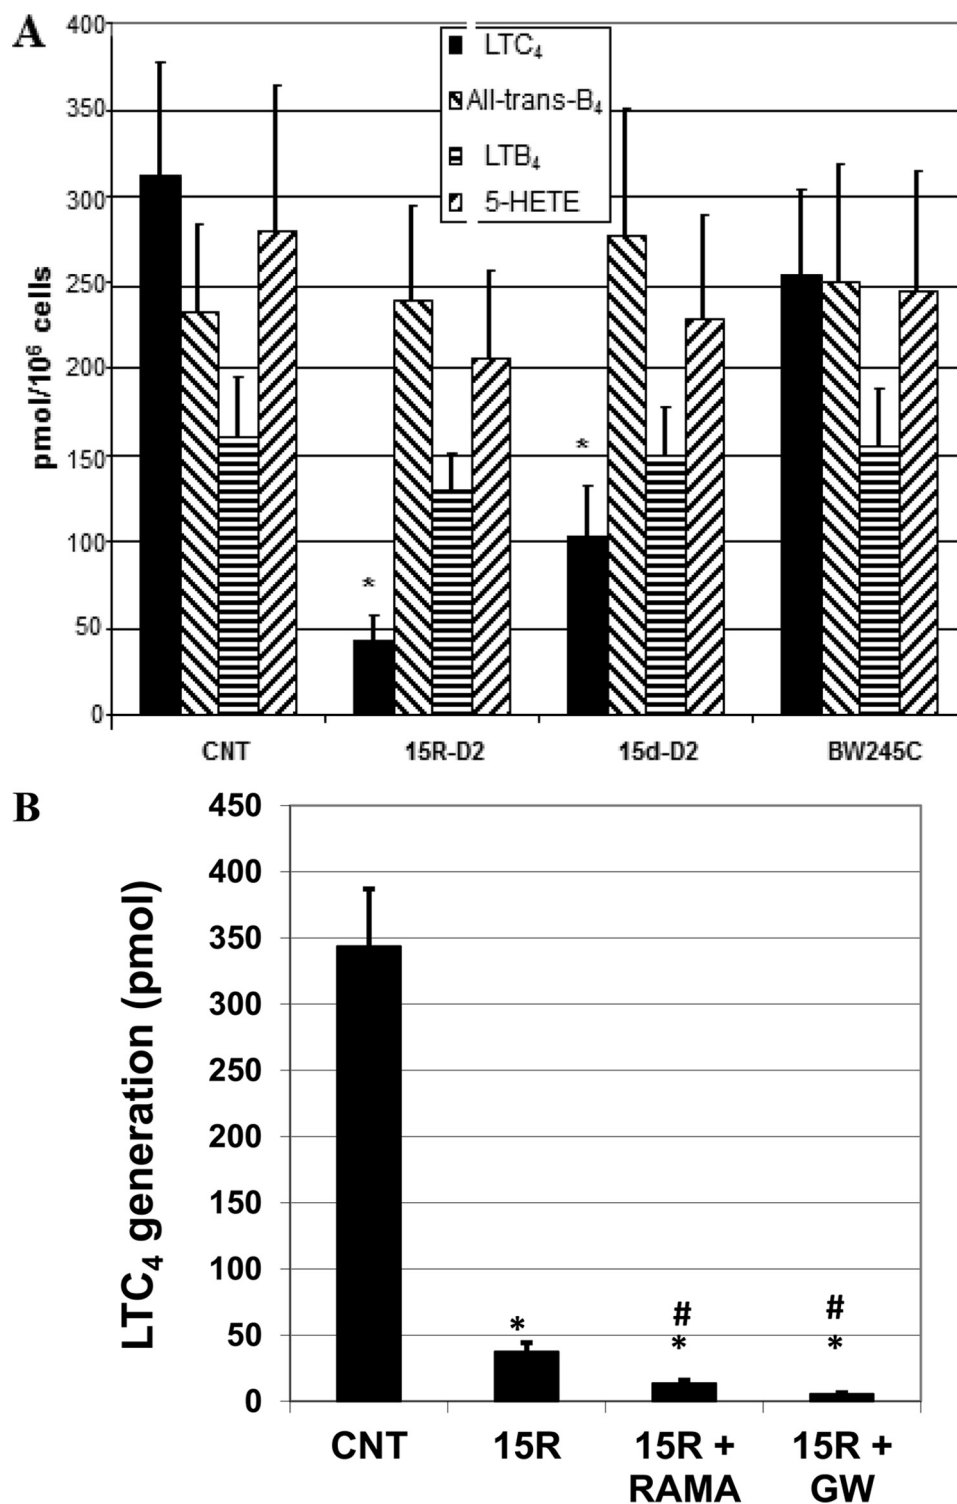 A
400
350
300
250
200
150
100
50
0
pmol/10⁶ cells
LTC₄
All-trans-B₄
LTB₄
5-HETE
*
*
CNT 15R-D2 15d-D2 BW245C
B
450
400
350
300
250
200
150
100
50
0
LTC₄ generation (pmol)
# #
* * *
CNT 15R 15R + 15R +
RAMA GW